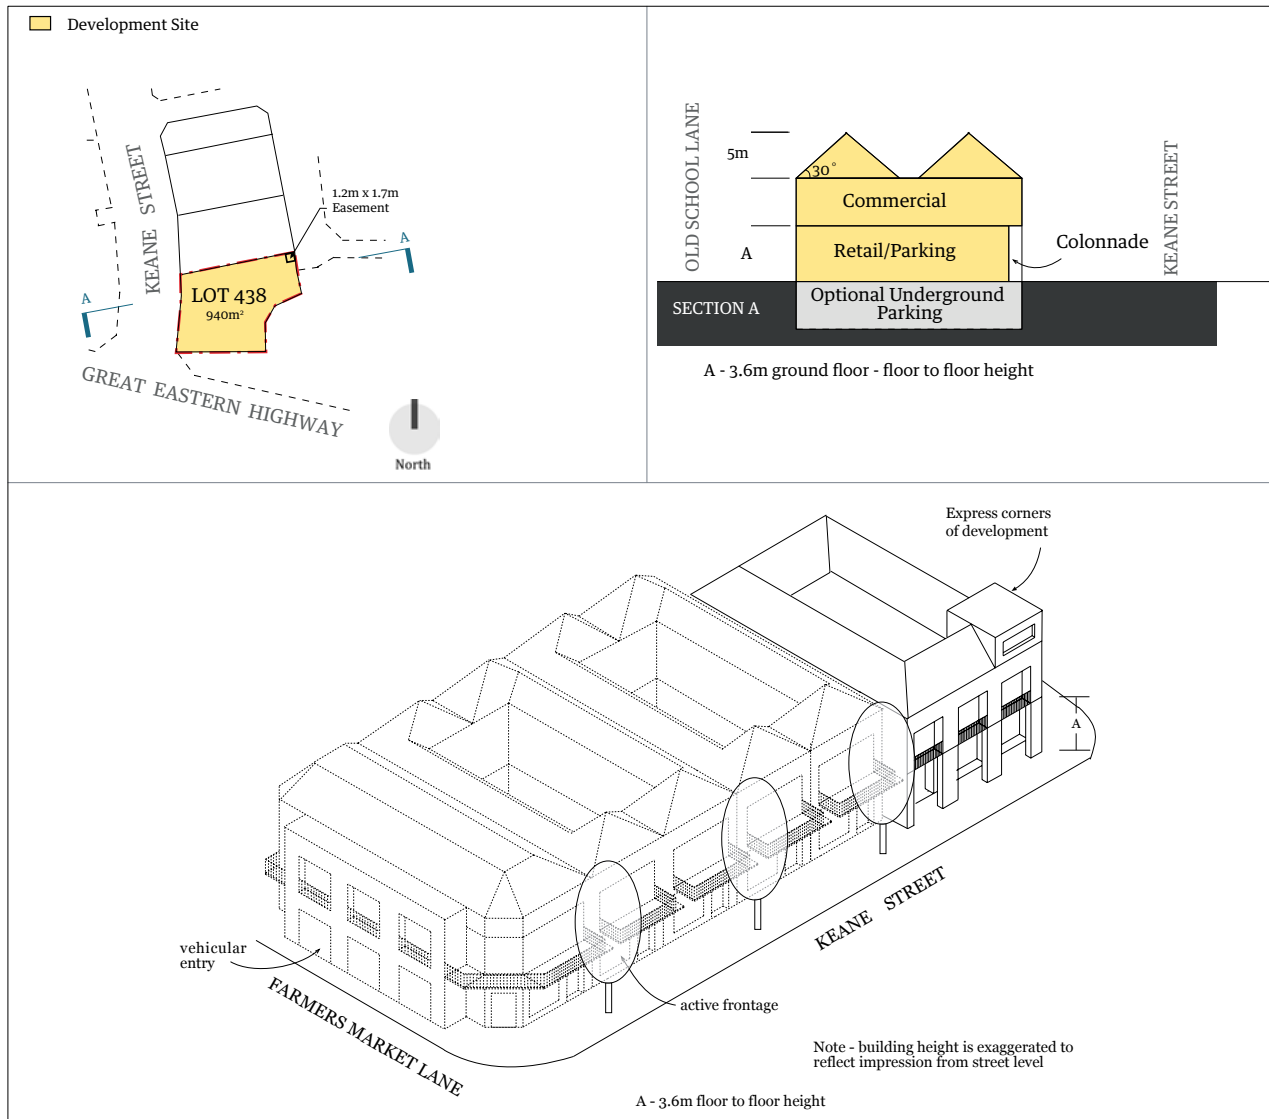 Development Site
KEANE STREET
1.2m x 1.7m
Easement
A
A
LOT 438
940m²
GREAT EASTERN HIGHWAY
North
OLD SCHOOL LANE
KEANE STREET
5m
30°
Commercial
A
Retail/Parking
Colonnade
SECTION A
Optional Underground
Parking
A - 3.6m ground floor - floor to floor height
Express corners
of development
A
KEANE STREET
vehicular
entry
FARMERS MARKET LANE
active frontage
Note - building height is exaggerated to
reflect impression from street level
A - 3.6m floor to floor height